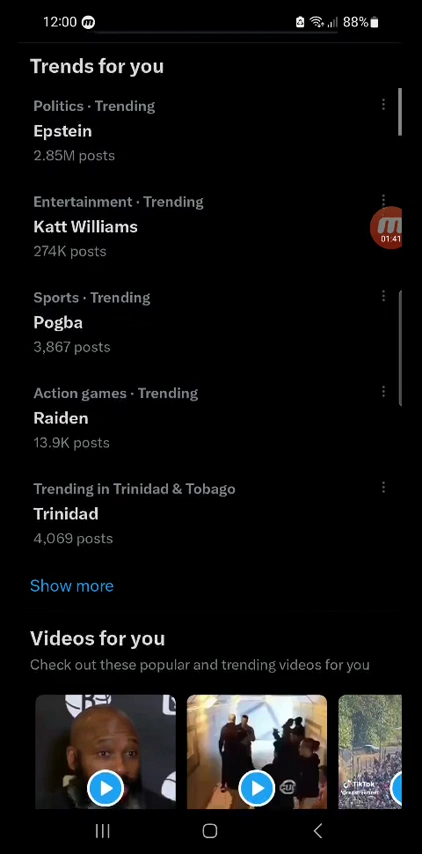 12:00
88%
Trends for you
Politics · Trending
Epstein
2.85M posts
Entertainment · Trending
Katt Williams
274K posts
01:41
Sports · Trending
Pogba
3,867 posts
Action games · Trending
Raiden
13.9K posts
Trending in Trinidad & Tobago
Trinidad
4,069 posts
Show more
Videos for you
Check out these popular and trending videos for you
TikTok